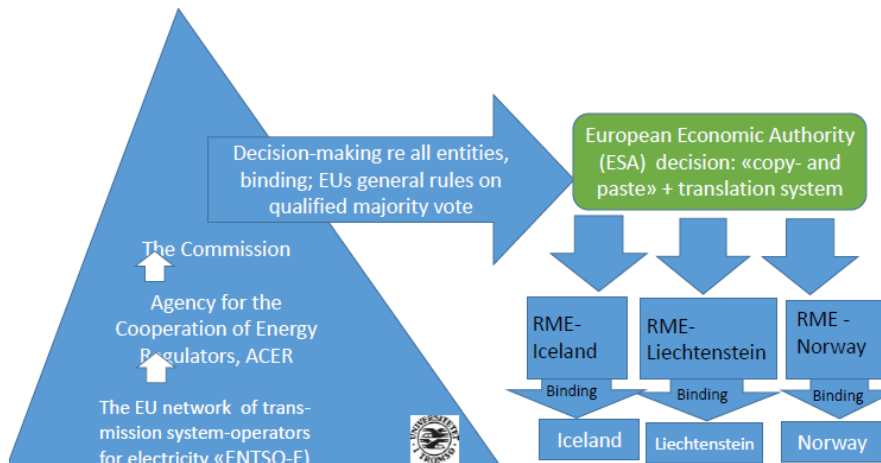 Decision-making re all entities,
binding; EUs general rules on
qualified majority vote
European Economic Authority
(ESA) decision: «copy- and
paste» + translation system
The Commission
Agency for the
Cooperation of Energy
Regulators, ACER
The EU network of trans-
mission system-operators
for electricity «ENTSO-E)
UNIVERSITETET
I TROMSØ
RME-
Iceland
RME-
Liechtenstein
RME -
Norway
Binding
Binding
Binding
Iceland
Liechtenstein
Norway